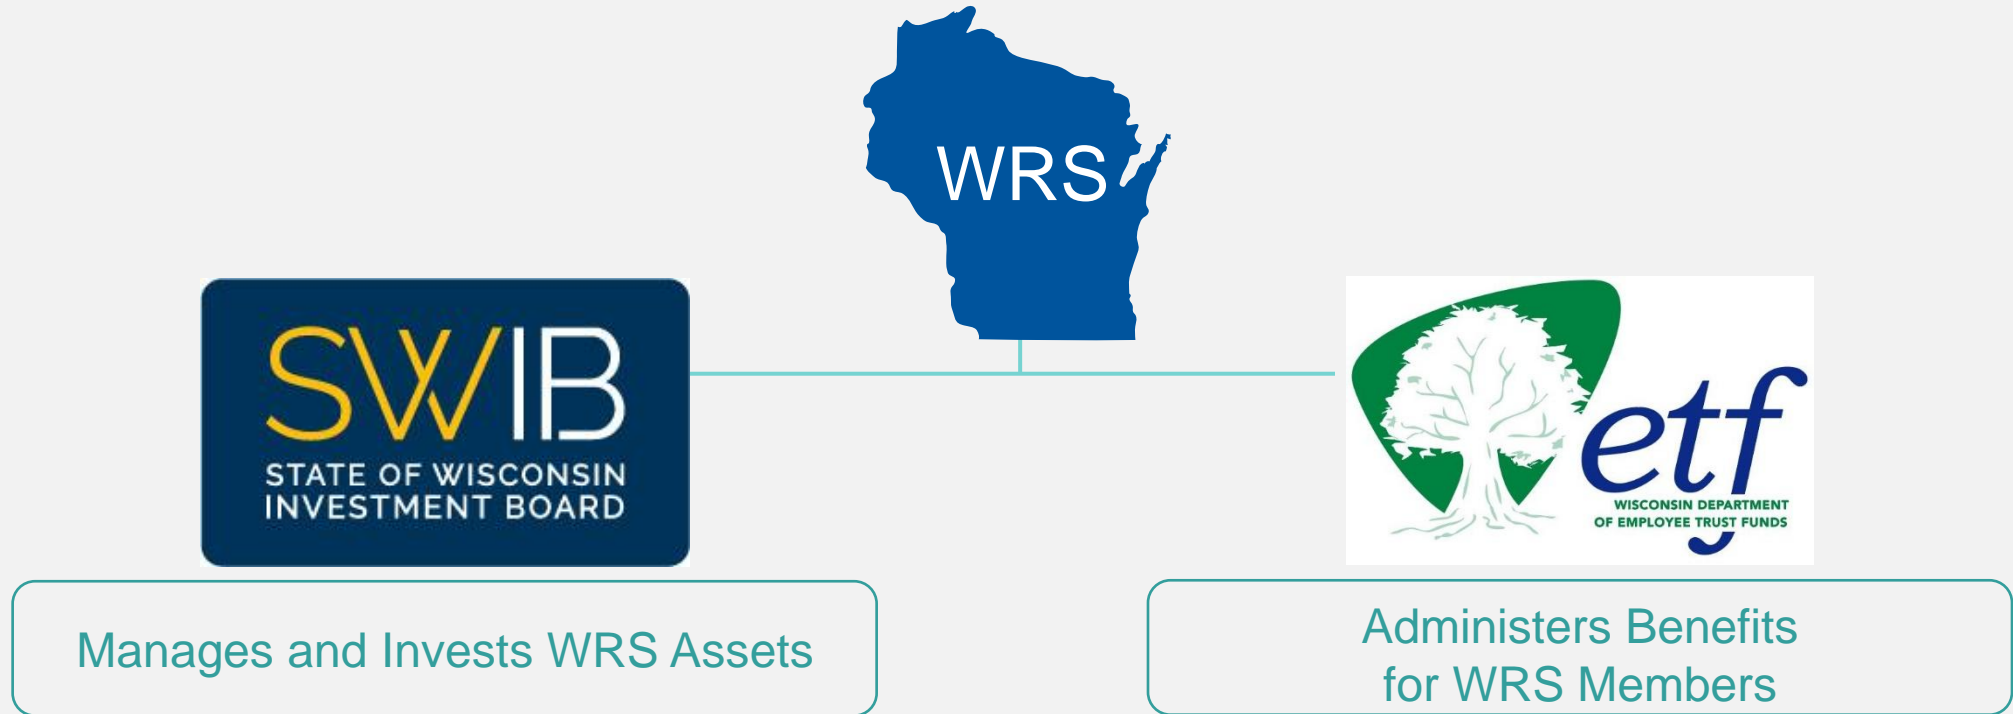 WRS
SWIB
STATE OF WISCONSIN
INVESTMENT BOARD
etf
WISCONSIN DEPARTMENT
OF EMPLOYEE TRUST FUNDS
Manages and Invests WRS Assets
Administers Benefits
for WRS Members